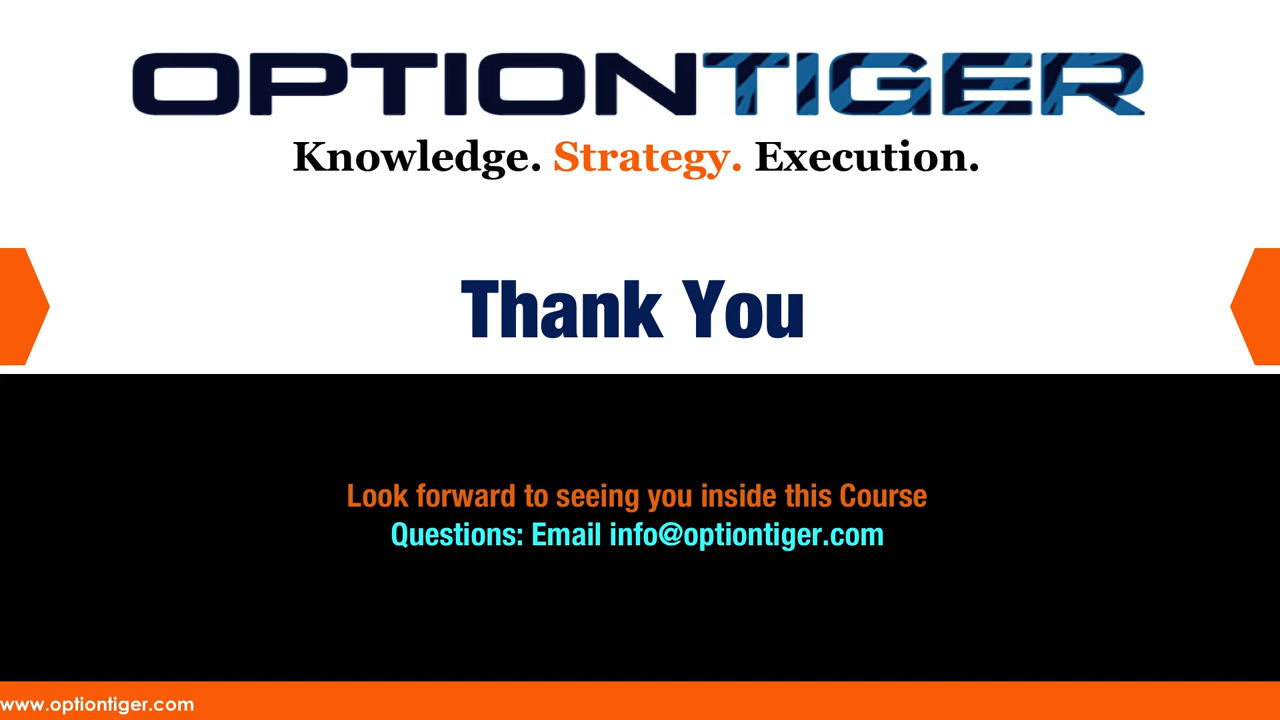 OPTIONTIGER
Knowledge. Strategy. Execution.
Thank You
Look forward to seeing you inside this Course
Questions: Email info@optiontiger.com
www.optiontiger.com